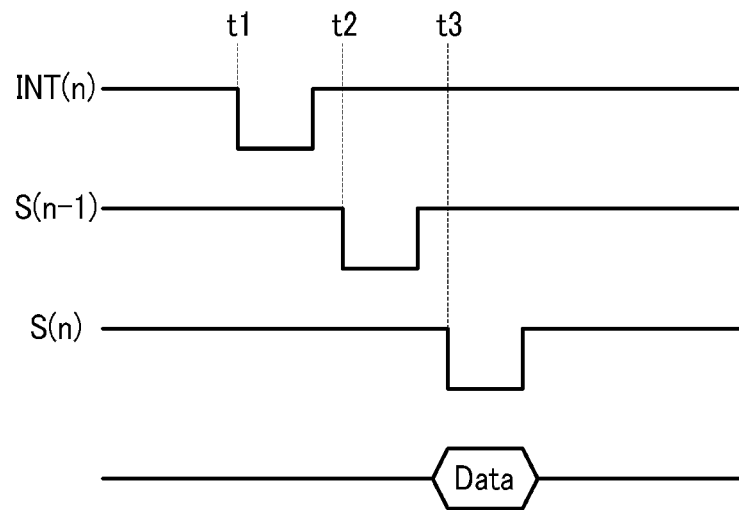 t1 t2 t3
INT(n)
S(n-1)
S(n)
Data